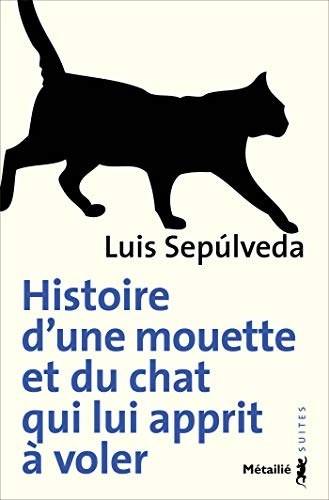 Luis Sepúlveda
Histoire
d'une mouette
et du chat
qui lui apprit
à voler
Métailié
SUITES